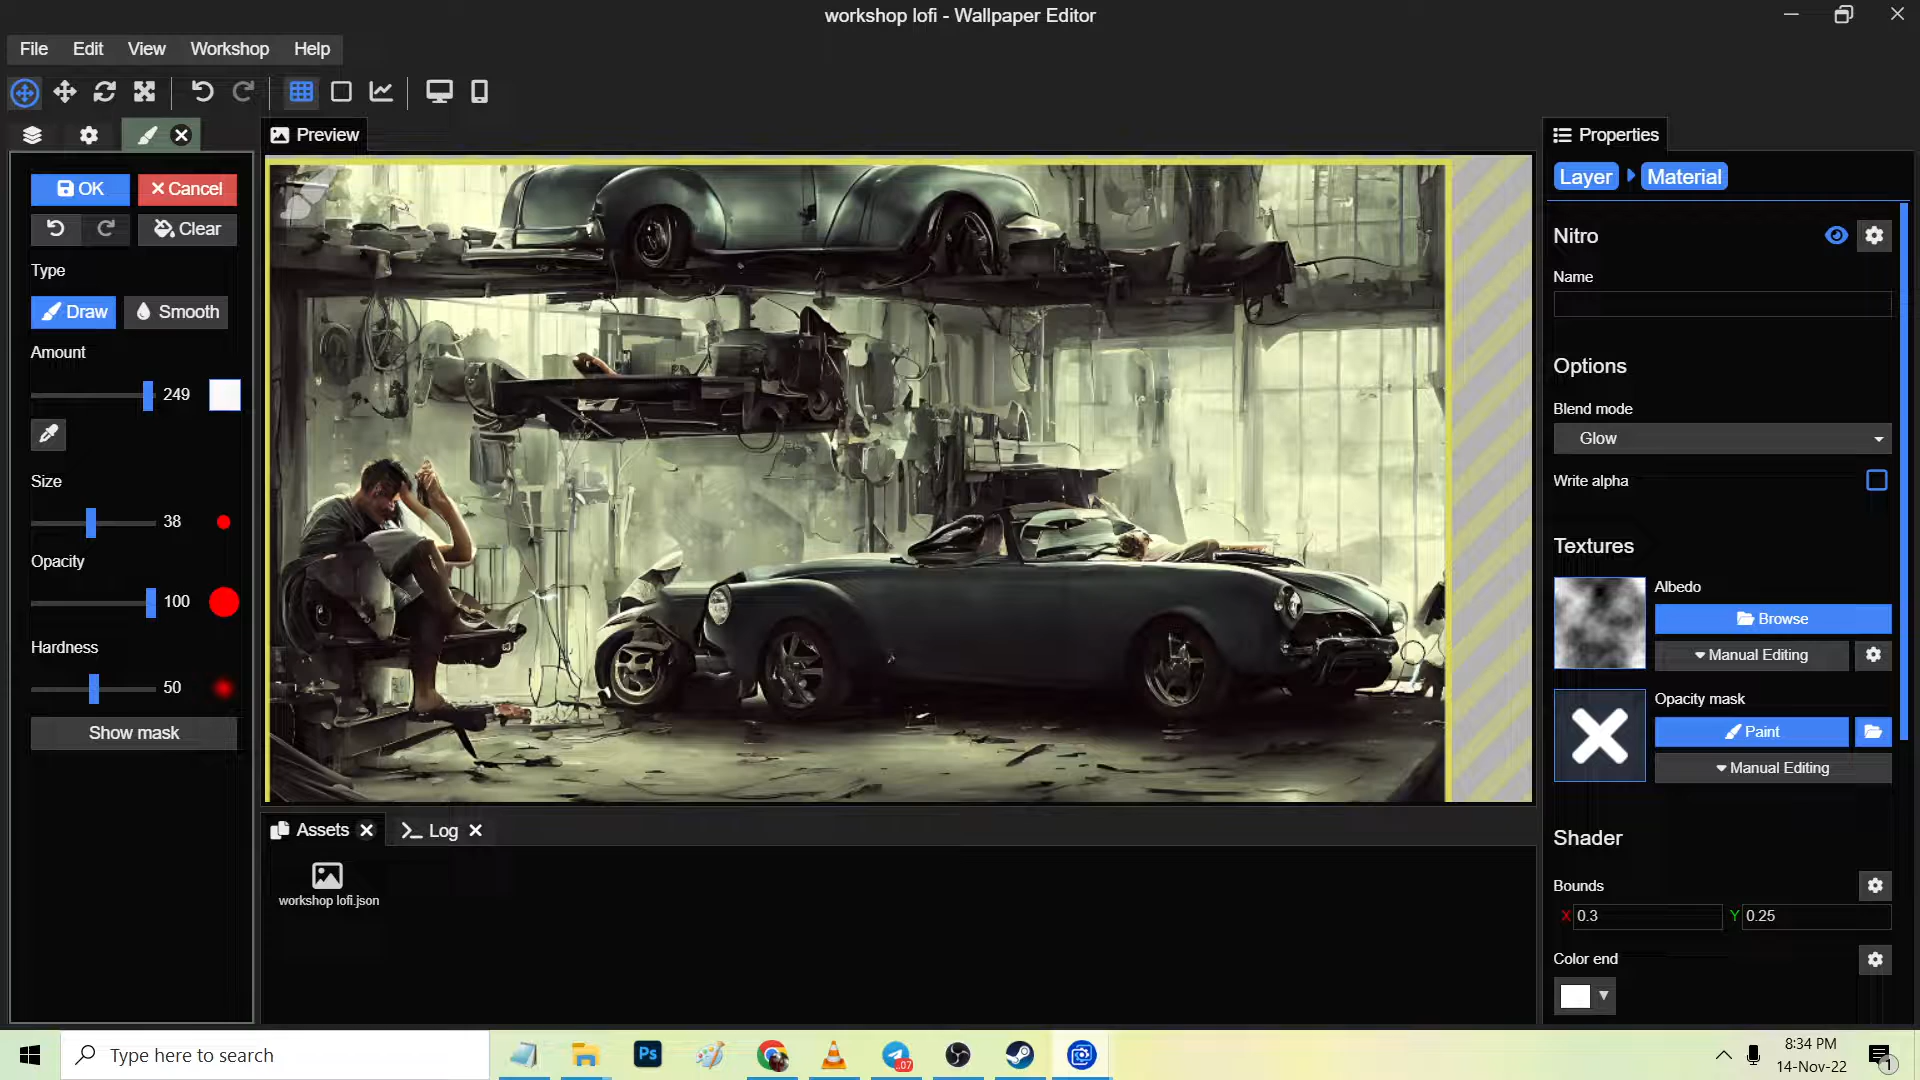 workshop lofi - Wallpaper Editor
File Edit View Workshop Help
Preview
Properties
OK
Cancel
Clear
Type
Draw
Smooth
Amount
249
Size
38
Opacity
100
Hardness
50
Show mask
Layer
Material
Nitro
Name
Options
Blend mode
Glow
Write alpha
Textures
Albedo
Browse
Manual Editing
Opacity mask
Paint
Manual Editing
Shader
Bounds
X 0.3 Y 0.25
Color end
Assets
Log
workshop lofi.json
Type here to search
Ps
..07
8:34 PM
14-Nov-22
1